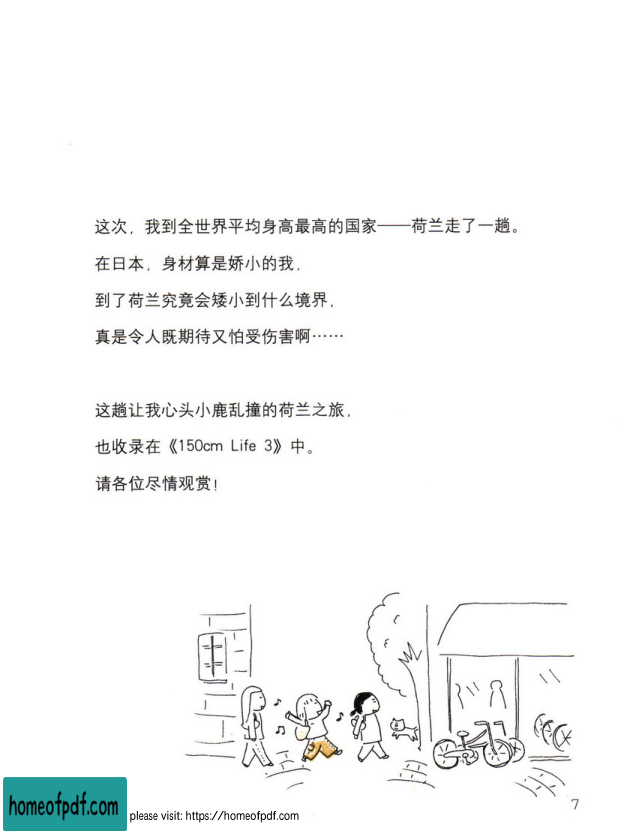 这次，我到全世界平均身高最高的国家——荷兰走了一趟。
在日本，身材算是娇小的我，
到了荷兰究竟会矮小到什么境界，
真是令人既期待又怕受伤害啊……
这趟让我心头小鹿乱撞的荷兰之旅，
也收录在《150cm Life 3》中。
请各位尽情观赏！
7
homeofpdf.com
please visit: https://homeofpdf.com